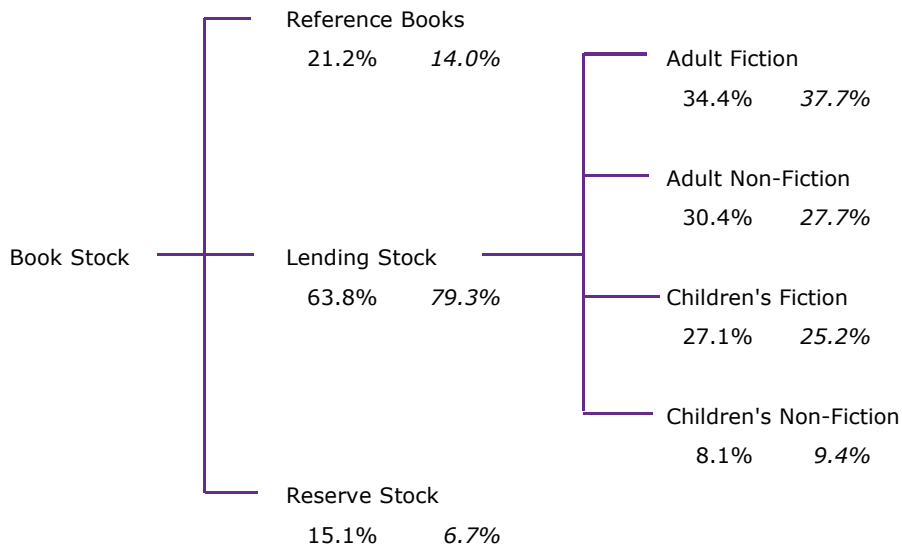 Reference Books
21.2% 14.0%
Adult Fiction
34.4% 37.7%
Adult Non-Fiction
30.4% 27.7%
Book Stock
Lending Stock
63.8% 79.3%
Children's Fiction
27.1% 25.2%
Children's Non-Fiction
8.1% 9.4%
Reserve Stock
15.1% 6.7%